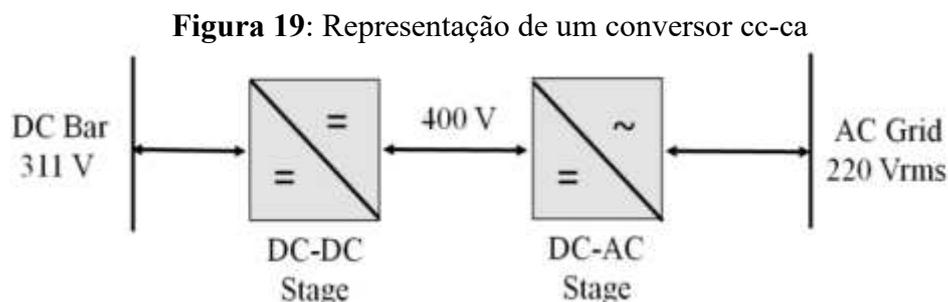 Figura 19: Representação de um conversor cc-ca
DC Bar
311 V
=
=
400 V
~
=
AC Grid
220 Vrms
DC-DC
Stage
DC-AC
Stage